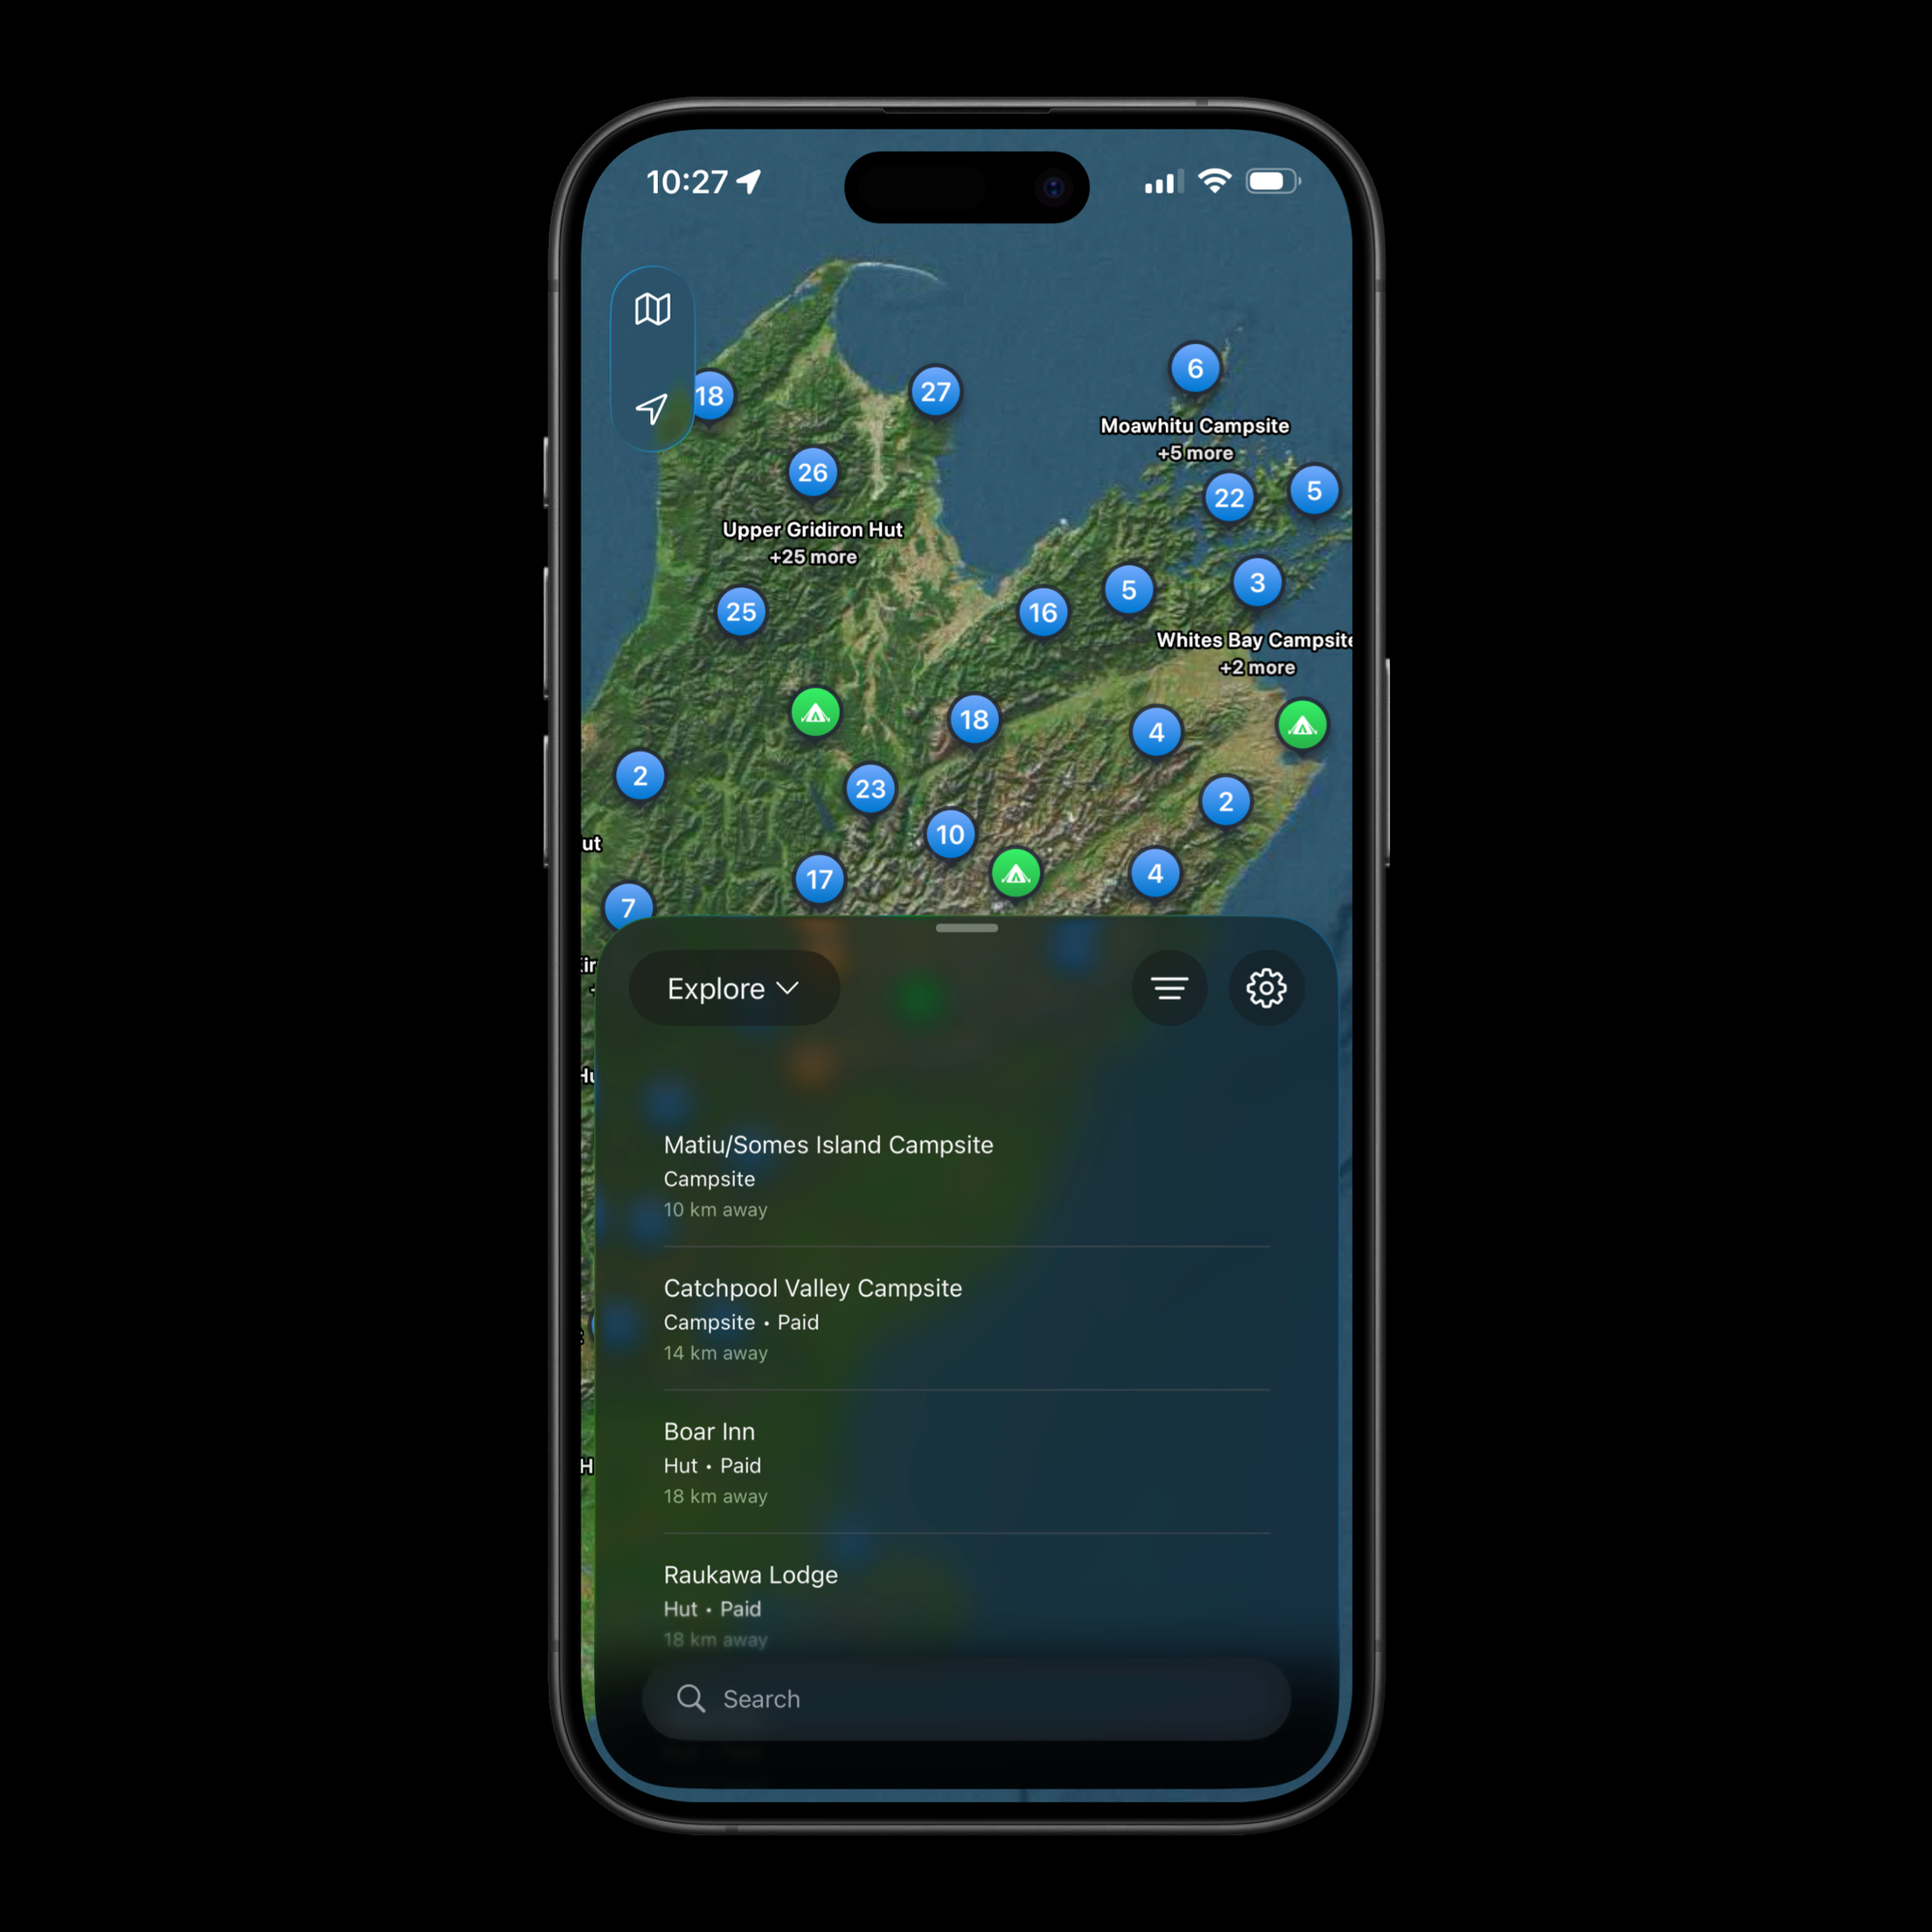 10:27
18
27
6
Moawhitu Campsite
+5 more
26
22
5
Upper Gridiron Hut
+25 more
25
16
5
3
Whites Bay Campsite
+2 more
18
4
2
23
2
10
ut
17
4
7
Explore
Matiu/Somes Island Campsite
Campsite
10 km away
Catchpool Valley Campsite
Campsite • Paid
14 km away
Boar Inn
Hut • Paid
18 km away
H
Raukawa Lodge
Hut • Paid
18 km away
Search